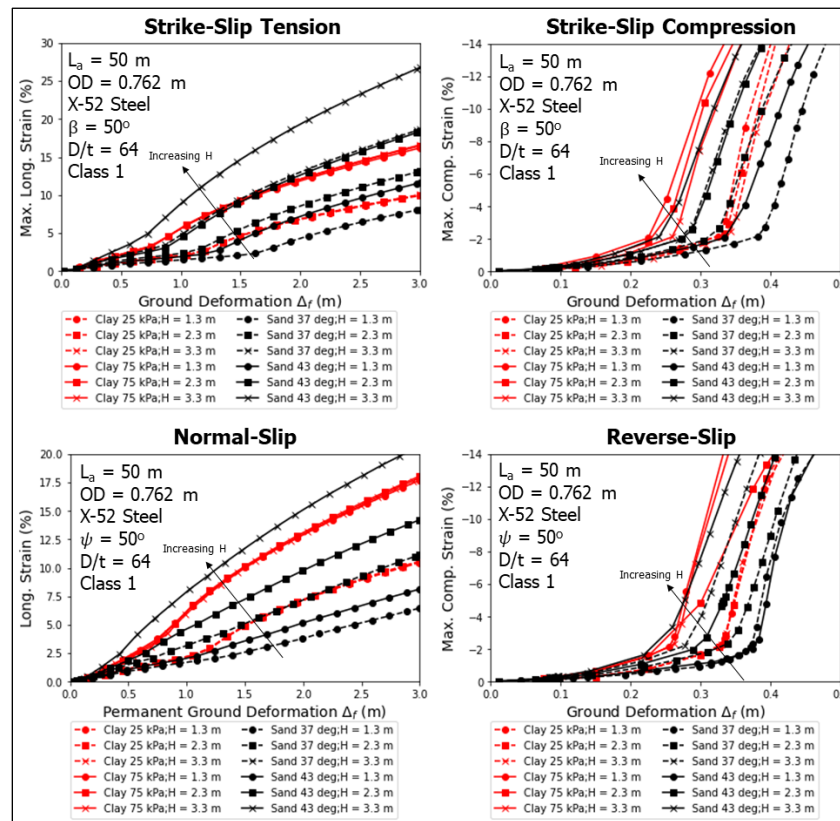 Strike-Slip Tension
Max. Long. Strain (%)
30
25
20
15
10
5
0
Lₐ = 50 m
OD = 0.762 m
X-52 Steel
β = 50°
D/t = 64
Class 1
Increasing H
0.0 0.5 1.0 1.5 2.0 2.5 3.0
Ground Deformation Δf (m)
Clay 25 kPa;H = 1.3 m
Clay 25 kPa;H = 2.3 m
Clay 25 kPa;H = 3.3 m
Clay 75 kPa;H = 1.3 m
Clay 75 kPa;H = 2.3 m
Clay 75 kPa;H = 3.3 m
Sand 37 deg;H = 1.3 m
Sand 37 deg;H = 2.3 m
Sand 37 deg;H = 3.3 m
Sand 43 deg;H = 1.3 m
Sand 43 deg;H = 2.3 m
Sand 43 deg;H = 3.3 m
Strike-Slip Compression
Max. Comp. Strain (%)
−14
−12
−10
−8
−6
−4
−2
0
Lₐ = 50 m
OD = 0.762 m
X-52 Steel
β = 50°
D/t = 64
Class 1
Increasing H
0.0 0.1 0.2 0.3 0.4 0.5
Ground Deformation Δf (m)
Clay 25 kPa;H = 1.3 m
Clay 25 kPa;H = 2.3 m
Clay 25 kPa;H = 3.3 m
Clay 75 kPa;H = 1.3 m
Clay 75 kPa;H = 2.3 m
Clay 75 kPa;H = 3.3 m
Sand 37 deg;H = 1.3 m
Sand 37 deg;H = 2.3 m
Sand 37 deg;H = 3.3 m
Sand 43 deg;H = 1.3 m
Sand 43 deg;H = 2.3 m
Sand 43 deg;H = 3.3 m
Normal-Slip
Long. Strain (%)
20.0
17.5
15.0
12.5
10.0
7.5
5.0
2.5
0.0
Lₐ = 50 m
OD = 0.762 m
X-52 Steel
ψ = 50°
D/t = 64
Class 1
Increasing H
0.0 0.5 1.0 1.5 2.0 2.5 3.0
Permanent Ground Deformation Δf (m)
Clay 25 kPa;H = 1.3 m
Clay 25 kPa;H = 2.3 m
Clay 25 kPa;H = 3.3 m
Clay 75 kPa;H = 1.3 m
Clay 75 kPa;H = 2.3 m
Clay 75 kPa;H = 3.3 m
Sand 37 deg;H = 1.3 m
Sand 37 deg;H = 2.3 m
Sand 37 deg;H = 3.3 m
Sand 43 deg;H = 1.3 m
Sand 43 deg;H = 2.3 m
Sand 43 deg;H = 3.3 m
Reverse-Slip
Max. Comp. Strain (%)
−14
−12
−10
−8
−6
−4
−2
0
Lₐ = 50 m
OD = 0.762 m
X-52 Steel
ψ = 50°
D/t = 64
Class 1
Increasing H
0.0 0.1 0.2 0.3 0.4 0.5
Ground Deformation Δf (m)
Clay 25 kPa;H = 1.3 m
Clay 25 kPa;H = 2.3 m
Clay 25 kPa;H = 3.3 m
Clay 75 kPa;H = 1.3 m
Clay 75 kPa;H = 2.3 m
Clay 75 kPa;H = 3.3 m
Sand 37 deg;H = 1.3 m
Sand 37 deg;H = 2.3 m
Sand 37 deg;H = 3.3 m
Sand 43 deg;H = 1.3 m
Sand 43 deg;H = 2.3 m
Sand 43 deg;H = 3.3 m